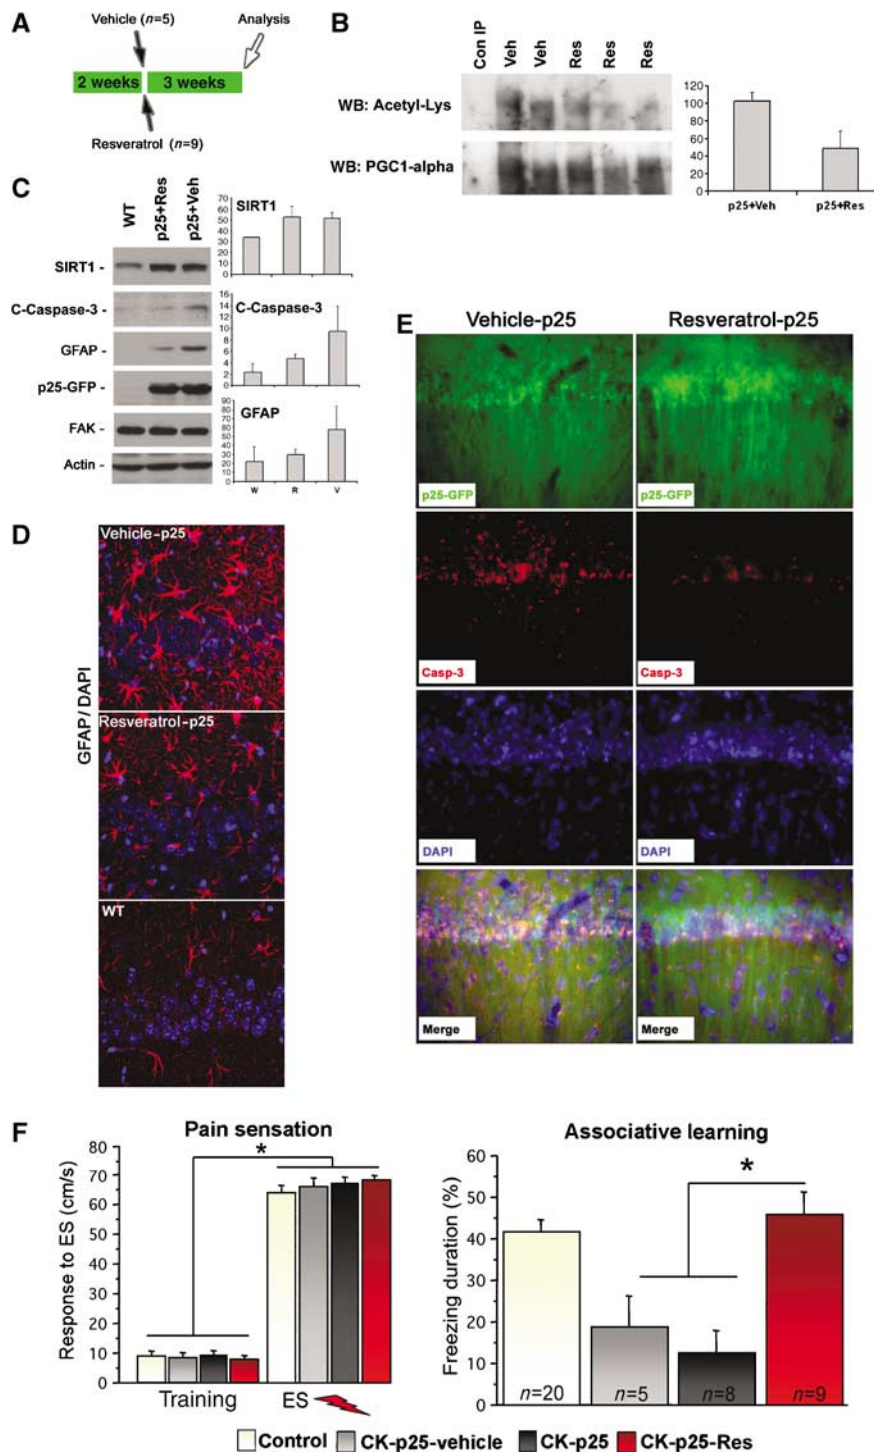 A
Vehicle (n=5)
Analysis
2 weeks
3 weeks
Resveratrol (n=9)
B
Con IP
Veh
Veh
Res
Res
Res
WB: Acetyl-Lys
WB: PGC1-alpha
120
100
80
60
40
20
0
p25+Veh
p25+Res
C
WT
p25+Res
p25+Veh
SIRT1 -
C-Caspase-3 -
GFAP -
p25-GFP -
FAK -
Actin -
SIRT1
80
70
60
50
40
30
20
10
0
C-Caspase-3
16
14
12
10
8
6
4
2
0
GFAP
90
80
70
60
50
40
30
20
10
0
W
R
V
D
GFAP/DAPI
Vehicle-p25
Resveratrol-p25
WT
E
Vehicle-p25
Resveratrol-p25
p25-GFP
p25-GFP
Casp-3
Casp-3
DAPI
DAPI
Merge
Merge
F
Pain sensation
Response to ES (cm/s)
80
70
60
50
40
30
20
10
0
*
Training
ES
Associative learning
Freezing duration (%)
60
50
40
30
20
10
0
*
n=20
n=5
n=8
n=9
Control
CK-p25-vehicle
CK-p25
CK-p25-Res